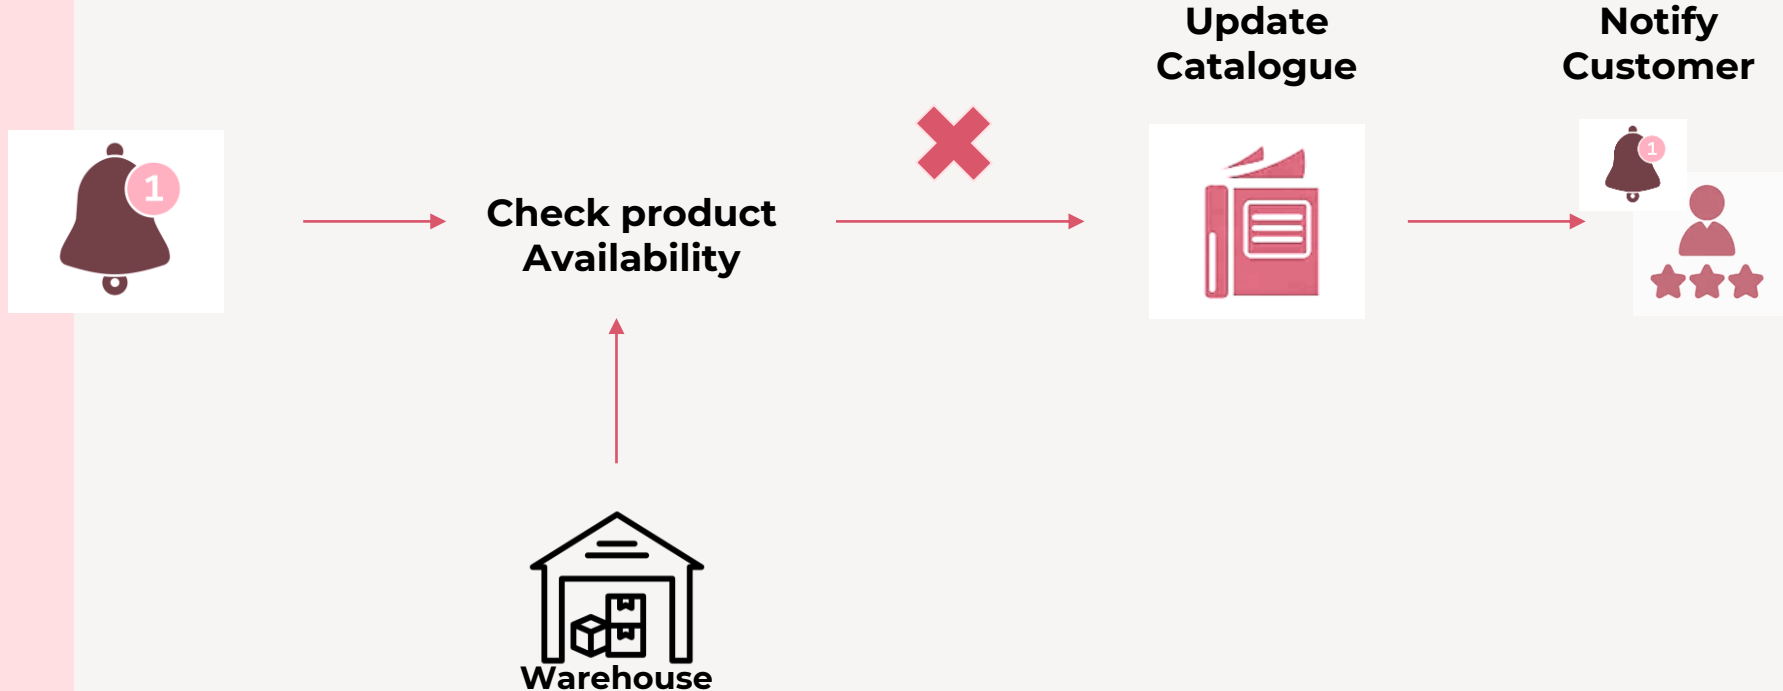 Update
Catalogue
Notify
Customer
1
1
Check product
Availability
Warehouse